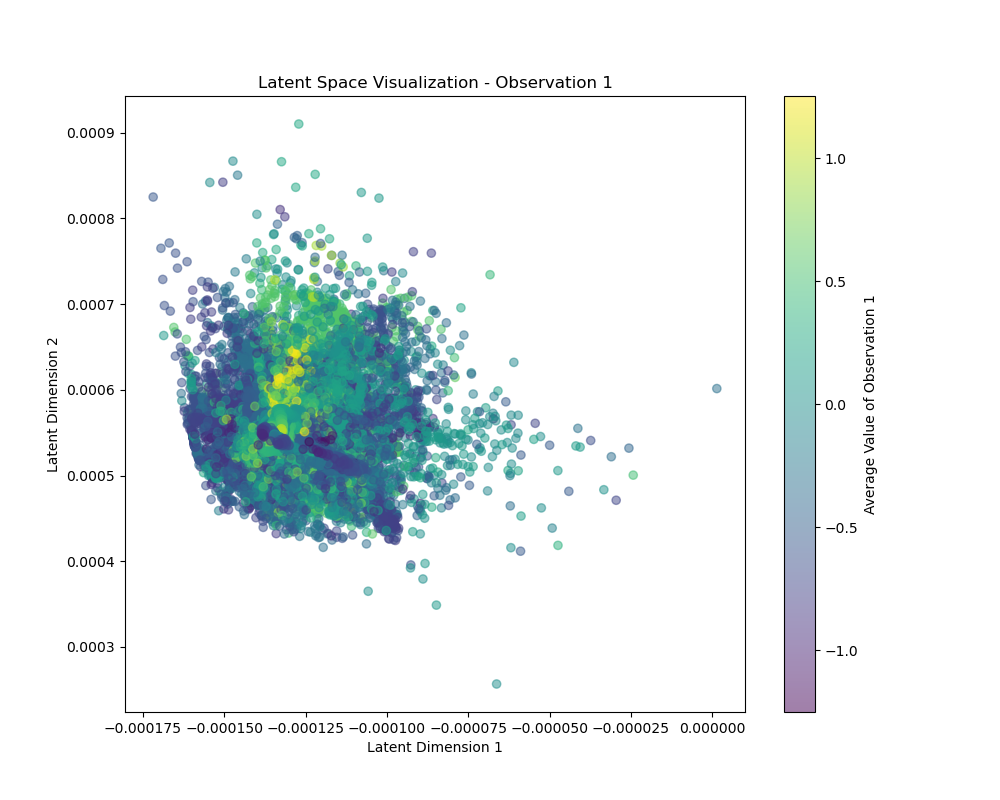 Latent Space Visualization - Observation 1
0.0009
0.0008
0.0007
0.0006
0.0005
0.0004
0.0003
Latent Dimension 2
−0.000175 −0.000150 −0.000125 −0.000100 −0.000075 −0.000050 −0.000025 0.000000
Latent Dimension 1
1.0
0.5
0.0
−0.5
−1.0
Average Value of Observation 1